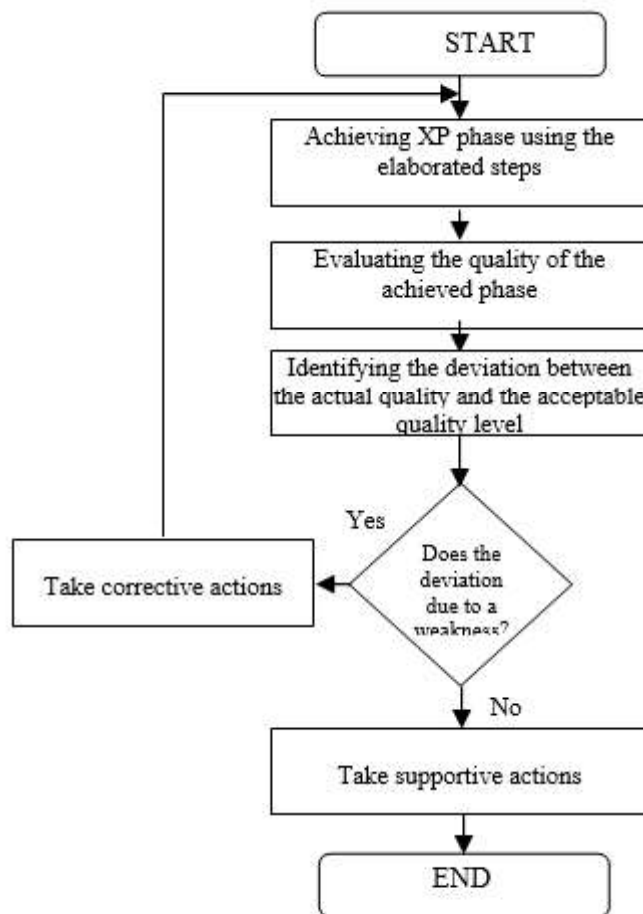 START
Achieving XP phase using the
elaborated steps
Evaluating the quality of the
achieved phase
Identifying the deviation between
the actual quality and the acceptable
quality level
Yes
Does the
deviation
due to a
weakness?
Take corrective actions
No
Take supportive actions
END